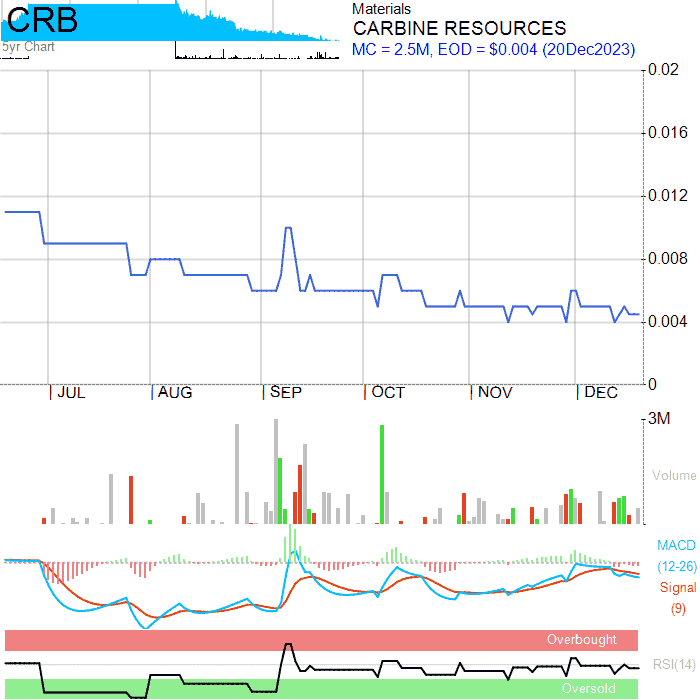 CRB
5yr Chart
Materials
CARBINE RESOURCES
MC = 2.5M, EOD = $0.004 (20Dec2023)
0.02
0.016
0.012
0.008
0.004
0
JUL AUG SEP OCT NOV DEC
3M
Volume
MACD
(12-26)
Signal
(9)
Overbought
RSI(14)
Oversold